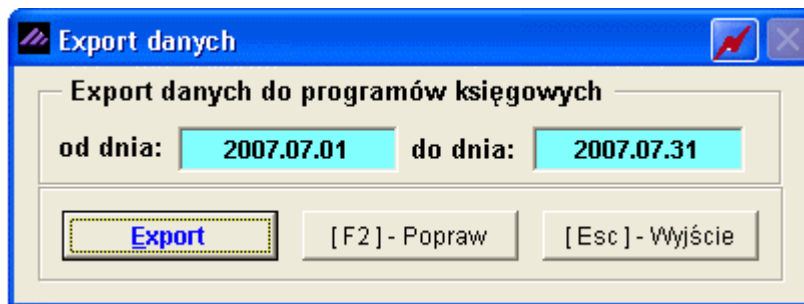 Export danych
Export danych do programów księgowych
od dnia: 2007.07.01 do dnia: 2007.07.31
Export [ F2 ] - Popraw [ Esc ] - Wyjście